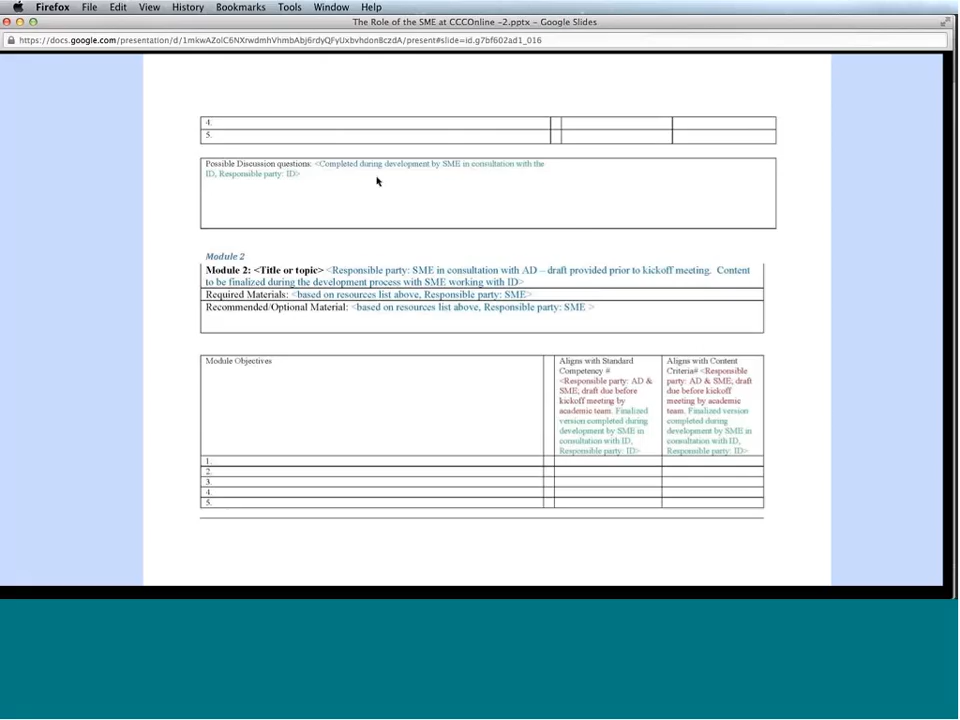 Firefox File Edit View History Bookmarks Tools Window Help
The Role of the SME at CCCOnline -2.pptx - Google Slides
https://docs.google.com/presentation/d/1mkwAZolC6NXrwdmhVhmbAbj6rdyQFyUxbvhdon8czdA/present#slide=id.g7bf602ad1_016
4.
5.
Possible Discussion questions: <Completed during development by SME in consultation with the
ID, Responsible party: ID>
Module 2
Module 2: <Title or topic> <Responsible party: SME in consultation with AD – draft provided prior to kickoff meeting. Content
to be finalized during the development process with SME working with ID>
Required Materials: <based on resources list above, Responsible party: SME>
Recommended/Optional Material: <based on resources list above, Responsible party: SME >
Module Objectives
Aligns with Standard
Competency #
<Responsible party: AD &
SME; draft due before
kickoff meeting by
academic team. Finalized
version completed during
development by SME in
consultation with ID,
Responsible party: ID>
Aligns with Content
Criteria# <Responsible
party: AD & SME; draft
due before kickoff
meeting by academic
team. Finalized version
completed during
development by SME in
consultation with ID,
Responsible party: ID>
1.
2.
3.
4.
5.